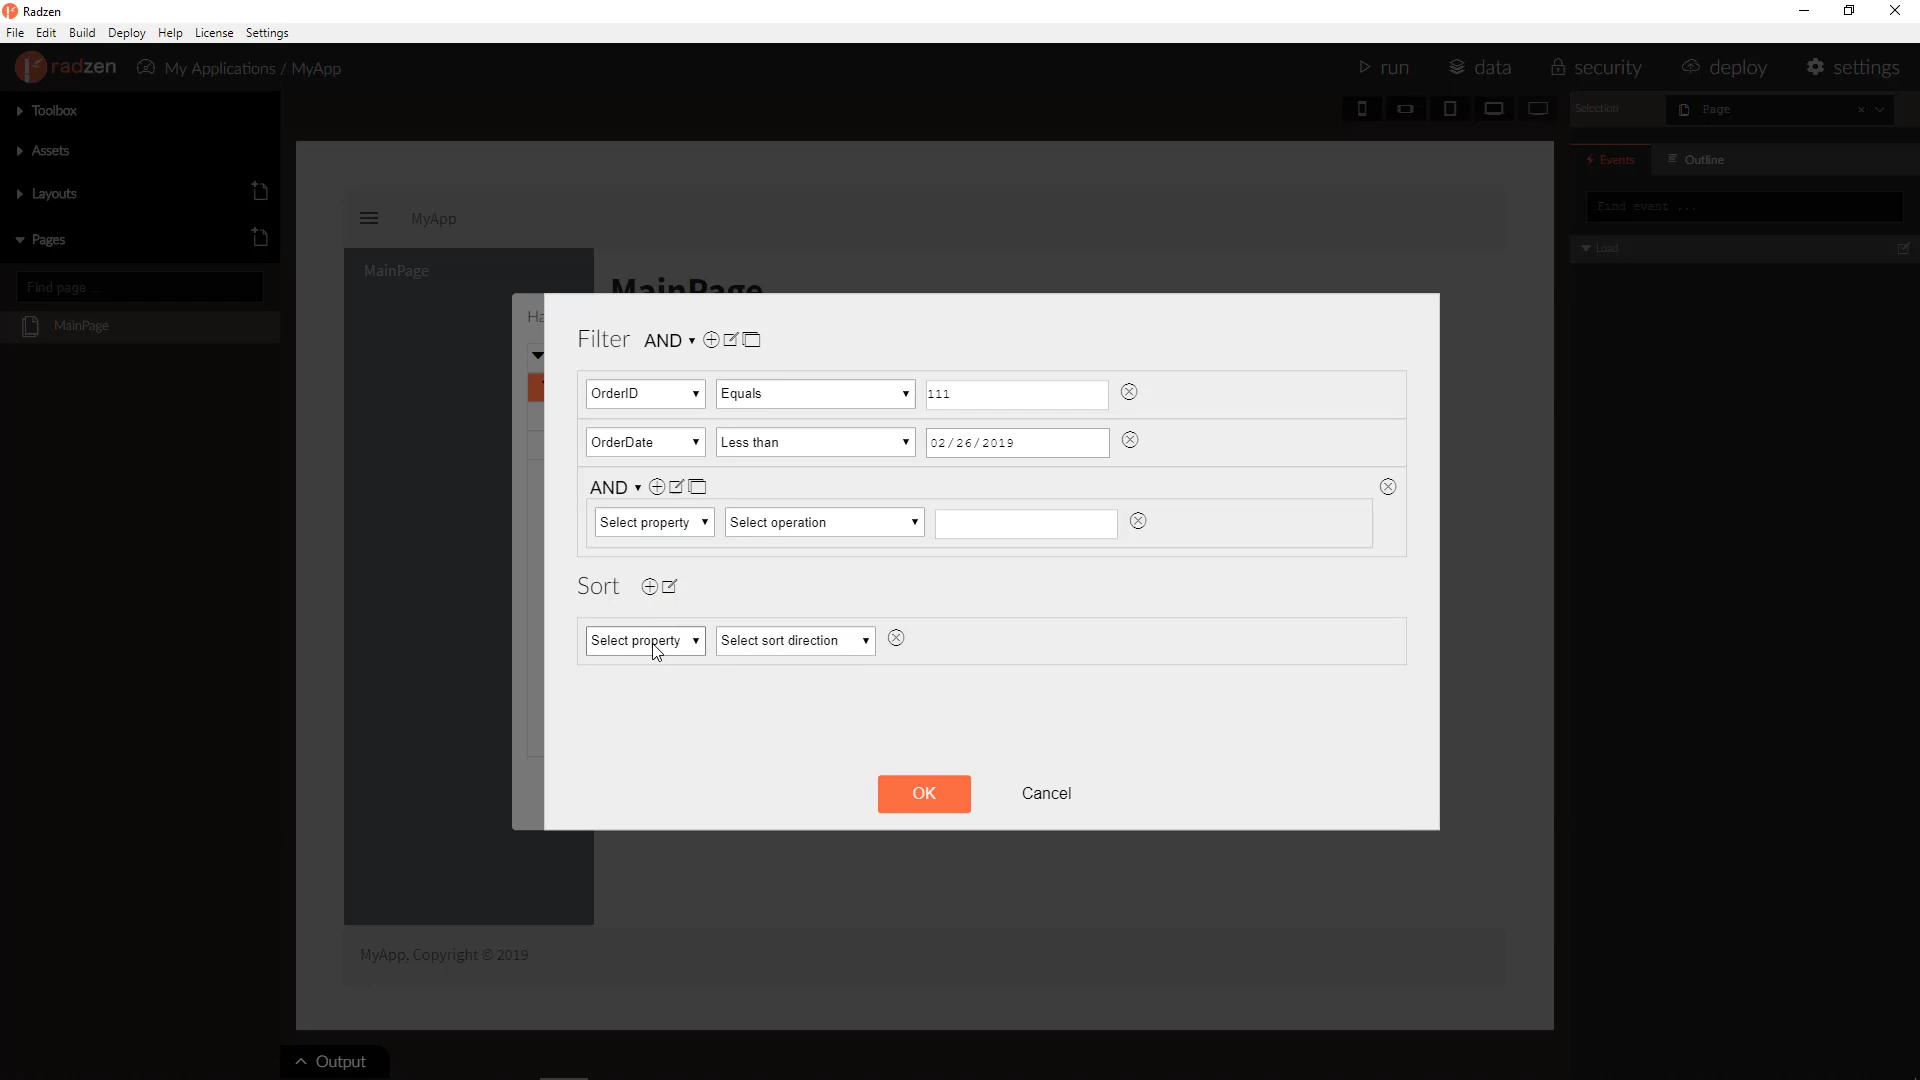 Radzen
File Edit Build Deploy Help License Settings
radzen My Applications / MyApp run data security deploy settings
Toolbox
Selection Page
Assets
Events Outline
Layouts
Find event ...
MyApp
Pages
Load
MainPage
Find page ...
MainPage
MainPage
Filter AND
OrderID Equals 111
OrderDate Less than 02/26/2019
AND
Select property Select operation
Sort
Select property Select sort direction
OK Cancel
MyApp, Copyright © 2019
Output